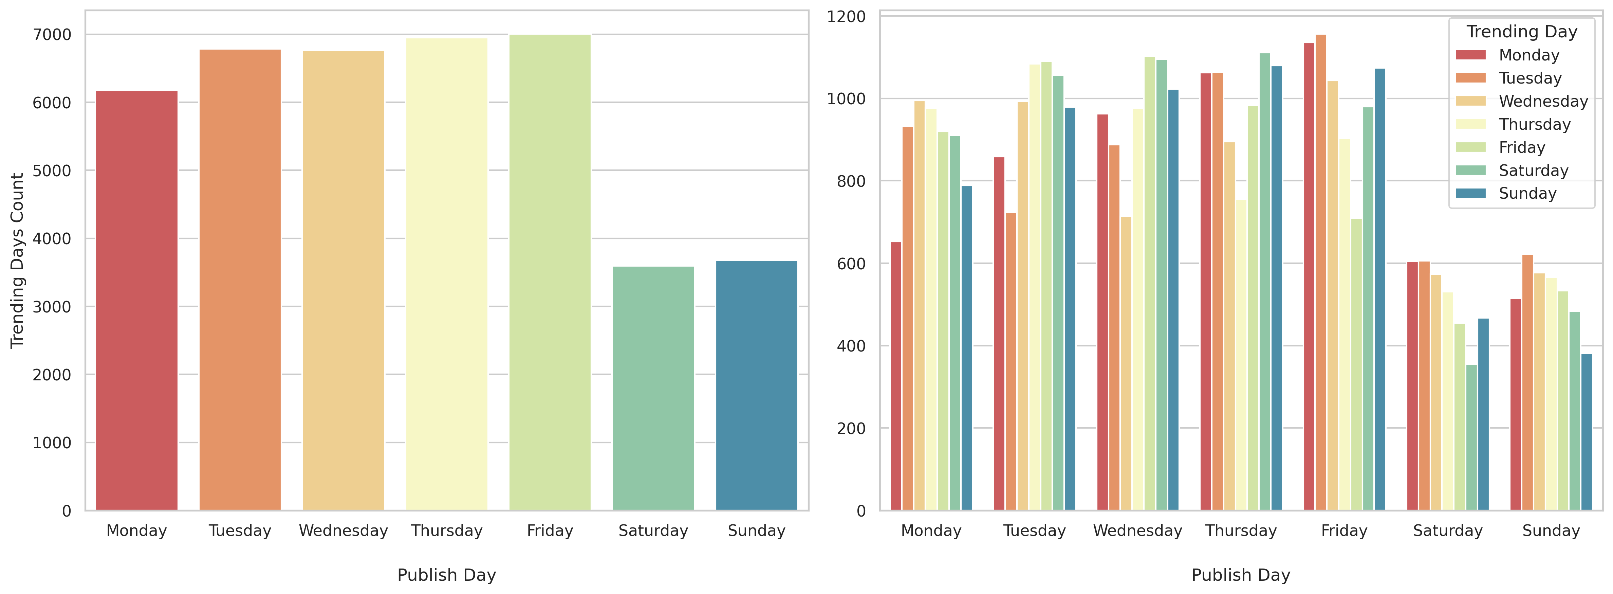 Trending Days Count
7000
6000
5000
4000
3000
2000
1000
0
Monday Tuesday Wednesday Thursday Friday Saturday Sunday
Publish Day
1200
1000
800
600
400
200
0
Trending Day
Monday
Tuesday
Wednesday
Thursday
Friday
Saturday
Sunday
Monday Tuesday Wednesday Thursday Friday Saturday Sunday
Publish Day